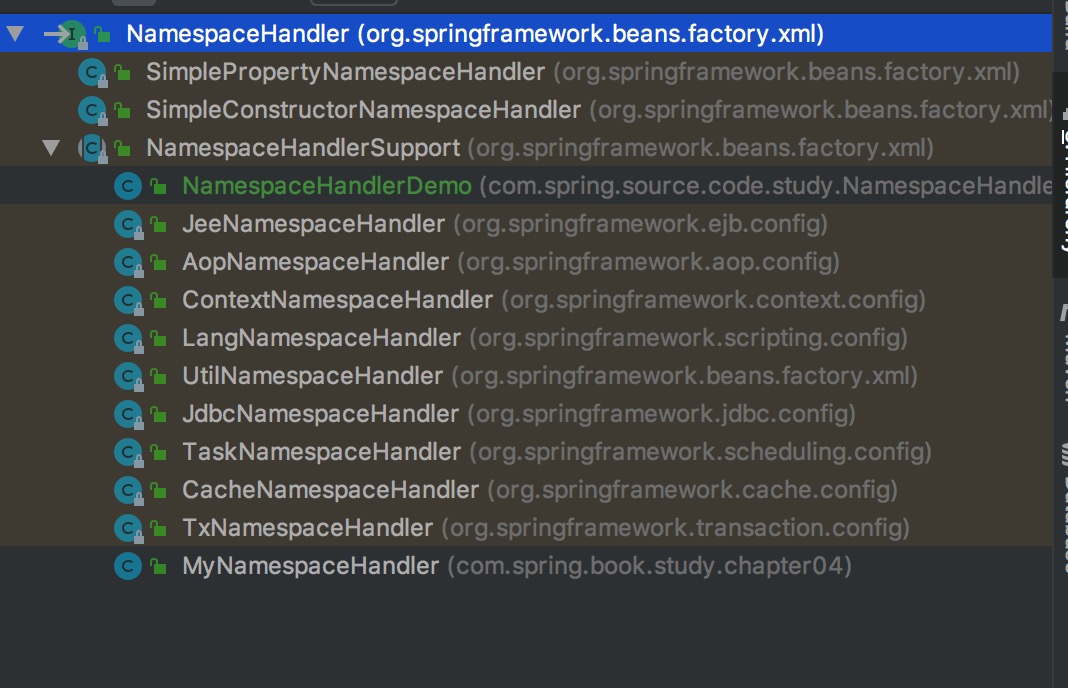 NamespaceHandler (org.springframework.beans.factory.xml)
SimplePropertyNamespaceHandler (org.springframework.beans.factory.xml)
SimpleConstructorNamespaceHandler (org.springframework.beans.factory.xml)
NamespaceHandlerSupport (org.springframework.beans.factory.xml)
NamespaceHandlerDemo (com.spring.source.code.study.NamespaceHandle
JeeNamespaceHandler (org.springframework.ejb.config)
AopNamespaceHandler (org.springframework.aop.config)
ContextNamespaceHandler (org.springframework.context.config)
LangNamespaceHandler (org.springframework.scripting.config)
UtilNamespaceHandler (org.springframework.beans.factory.xml)
JdbcNamespaceHandler (org.springframework.jdbc.config)
TaskNamespaceHandler (org.springframework.scheduling.config)
CacheNamespaceHandler (org.springframework.cache.config)
TxNamespaceHandler (org.springframework.transaction.config)
MyNamespaceHandler (com.spring.book.study.chapter04)